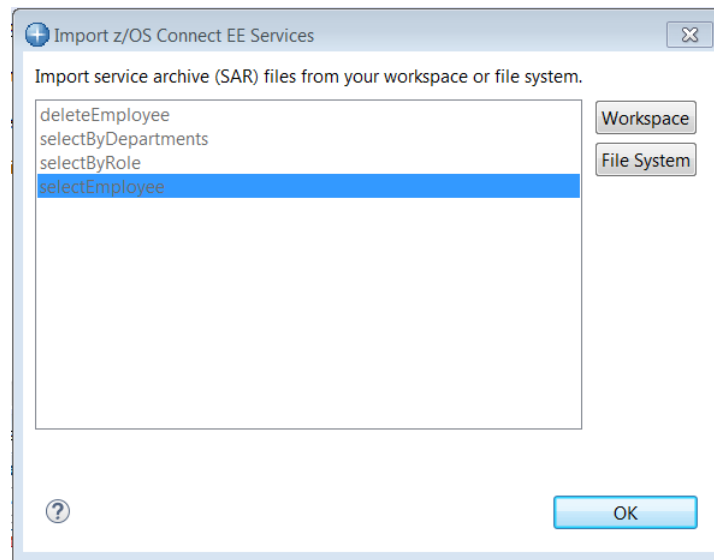 Import z/OS Connect EE Services
Import service archive (SAR) files from your workspace or file system.
deleteEmployee
selectByDepartments
selectByRole
selectEmployee
Workspace
File System
OK